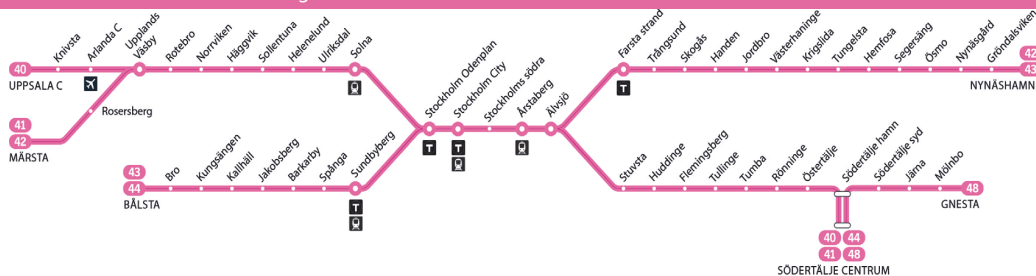 40
UPPSALA C
Knivsta
Arlanda C
Upplands
Väsby
Rotebro
Norrviken
Häggvik
Sollentuna
Helenelund
Ulriksdal
Solna
Rosersberg
41
42
MÄRSTA
43
44
BÅLSTA
Bro
Kungsängen
Kallhäll
Jakobsberg
Barkarby
Spånga
Sundbyberg
T
Stockholm Odenplan
T
Stockholm City
T
Stockholms södra
Årstaberg
Älvsjö
Farsta strand
T
Trångsund
Skogås
Handen
Jordbro
Västerhaninge
Krigslida
Tungelsta
Hemfosa
Segersäng
Ösmo
Nynäsgård
Gröndalsviken
42
43
NYNÄSHAMN
Stuvsta
Huddinge
Flemingsberg
Tullinge
Tumba
Rönninge
Östertälje
Södertälje hamn
Södertälje syd
Järna
Mölnbo
48
GNESTA
40 44
41 48
SÖDERTÄLJE CENTRUM